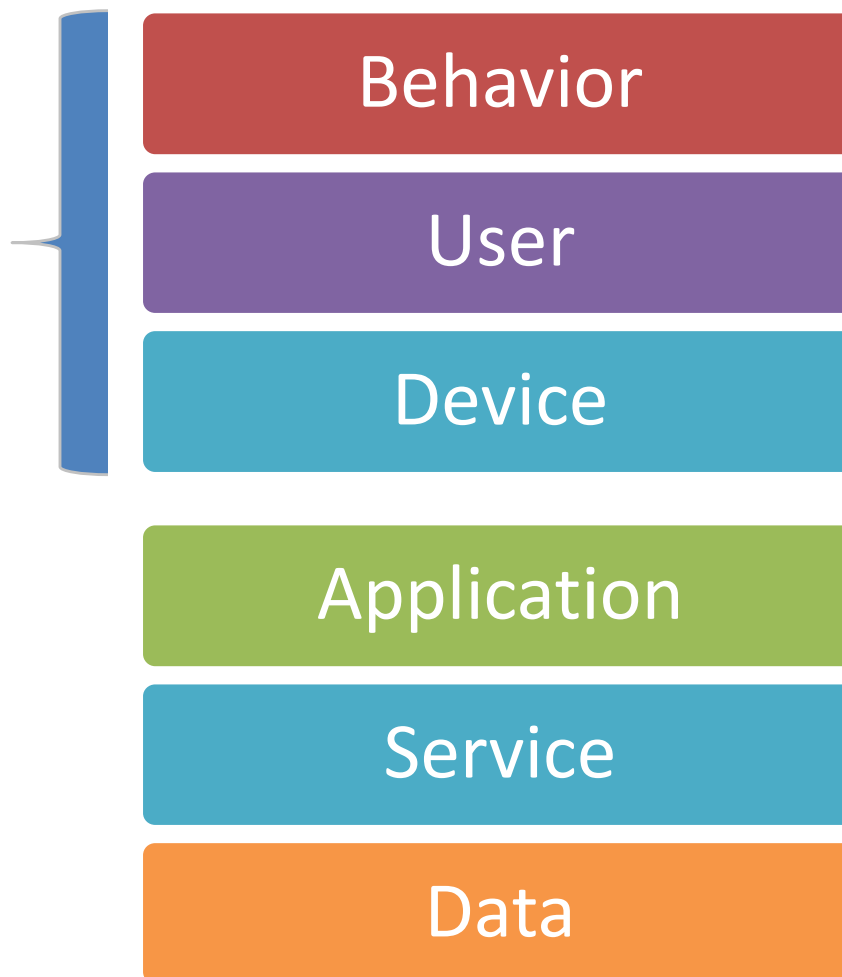 Behavior
User
Device
Application
Service
Data